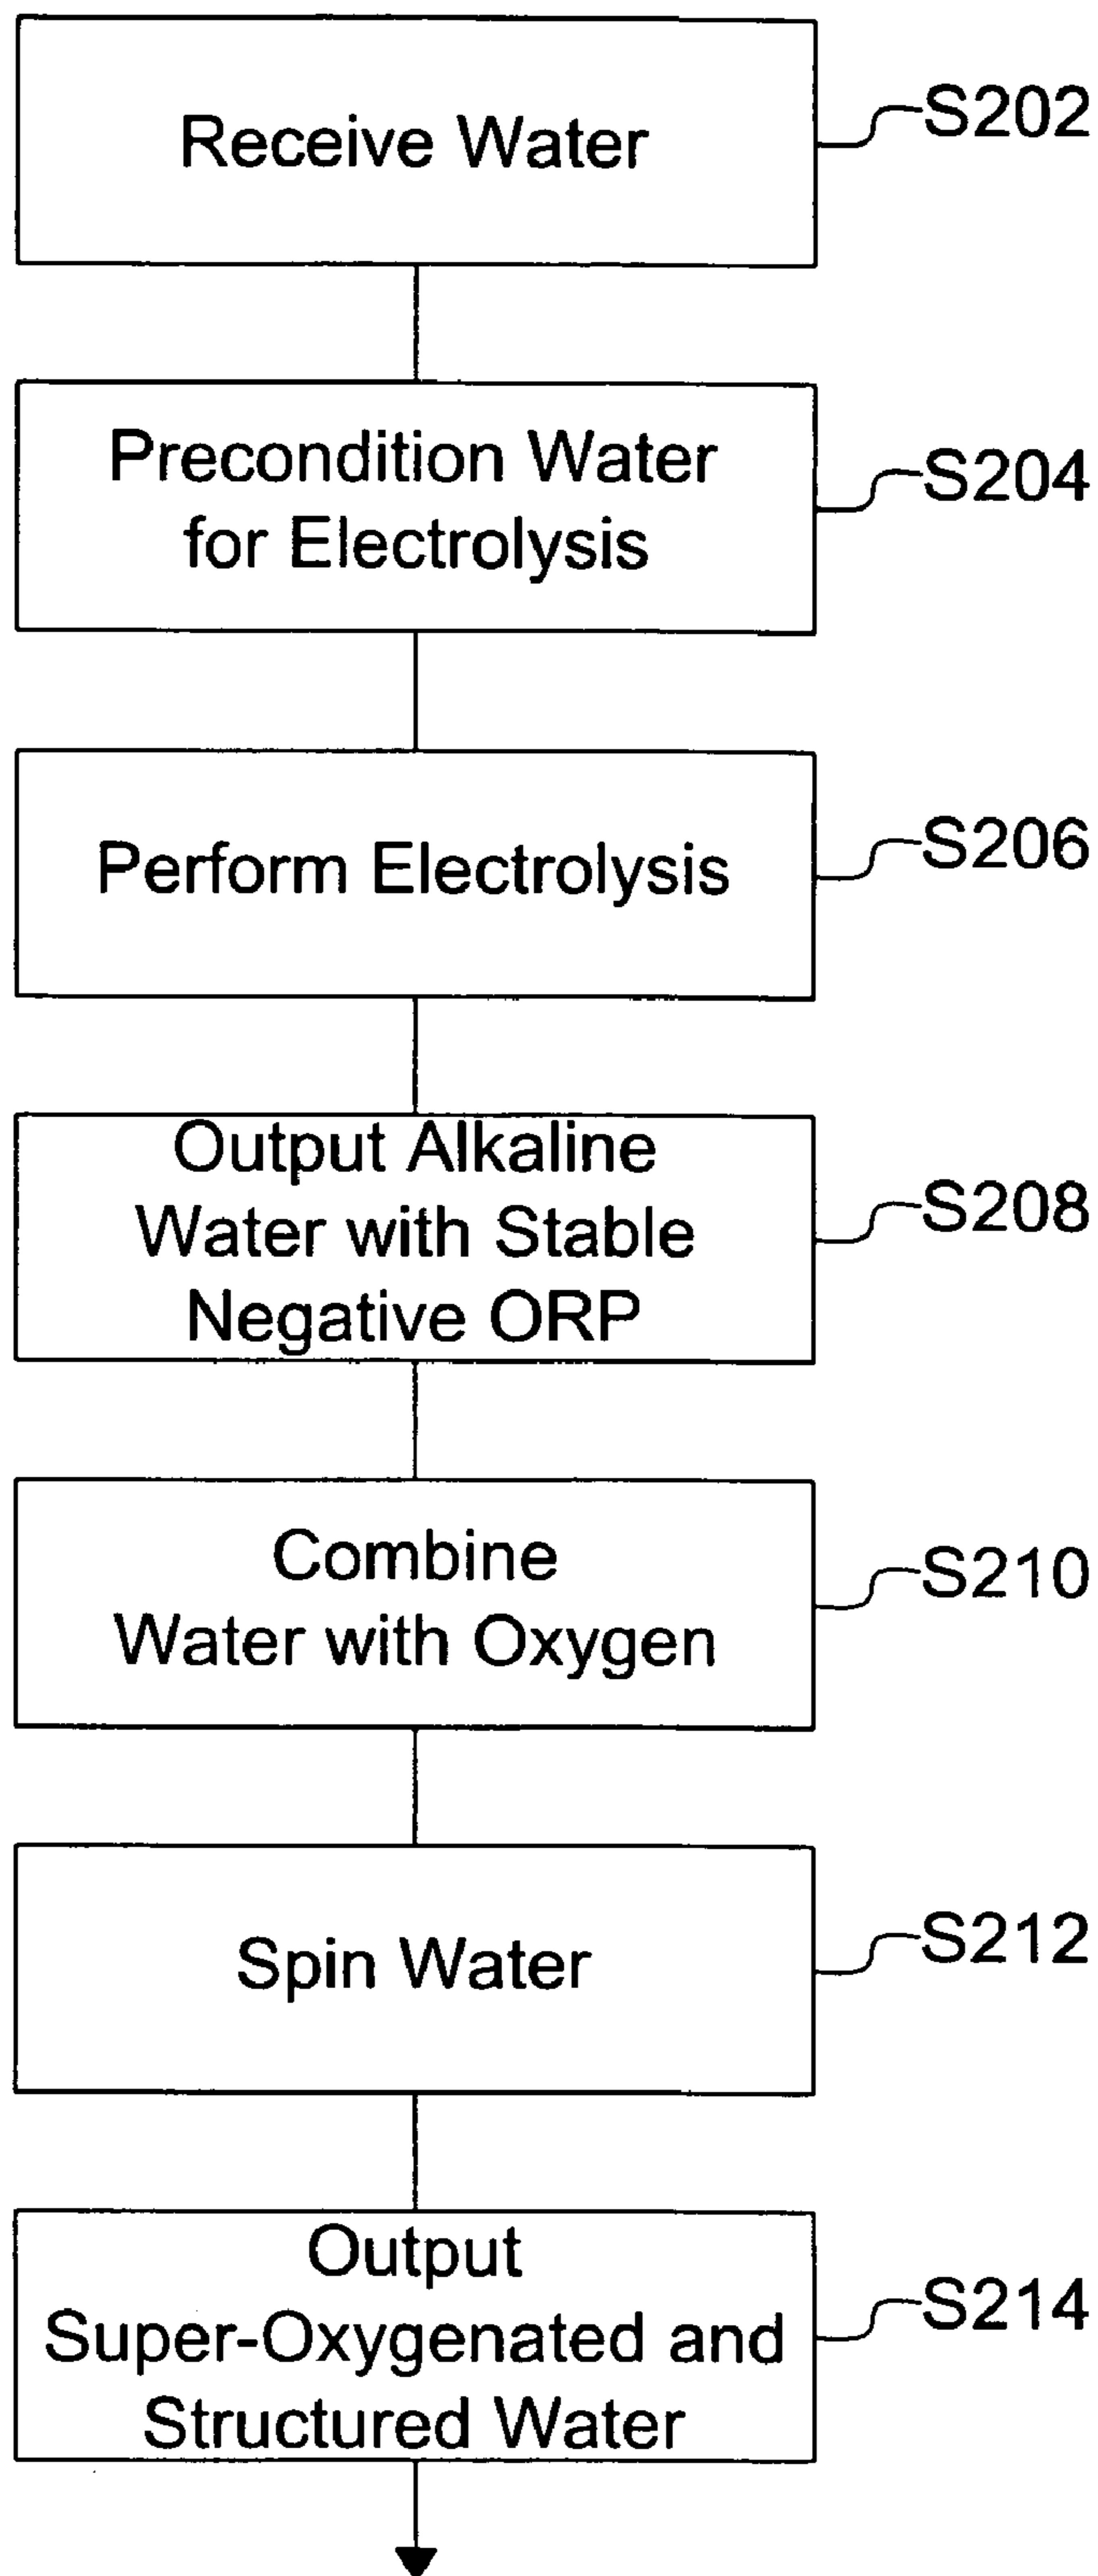 Receive Water
S202
Precondition Water
for Electrolysis
S204
Perform Electrolysis
S206
Output Alkaline
Water with Stable
Negative ORP
S208
Combine
Water with Oxygen
S210
Spin Water
S212
Output
Super-Oxygenated and
Structured Water
S214